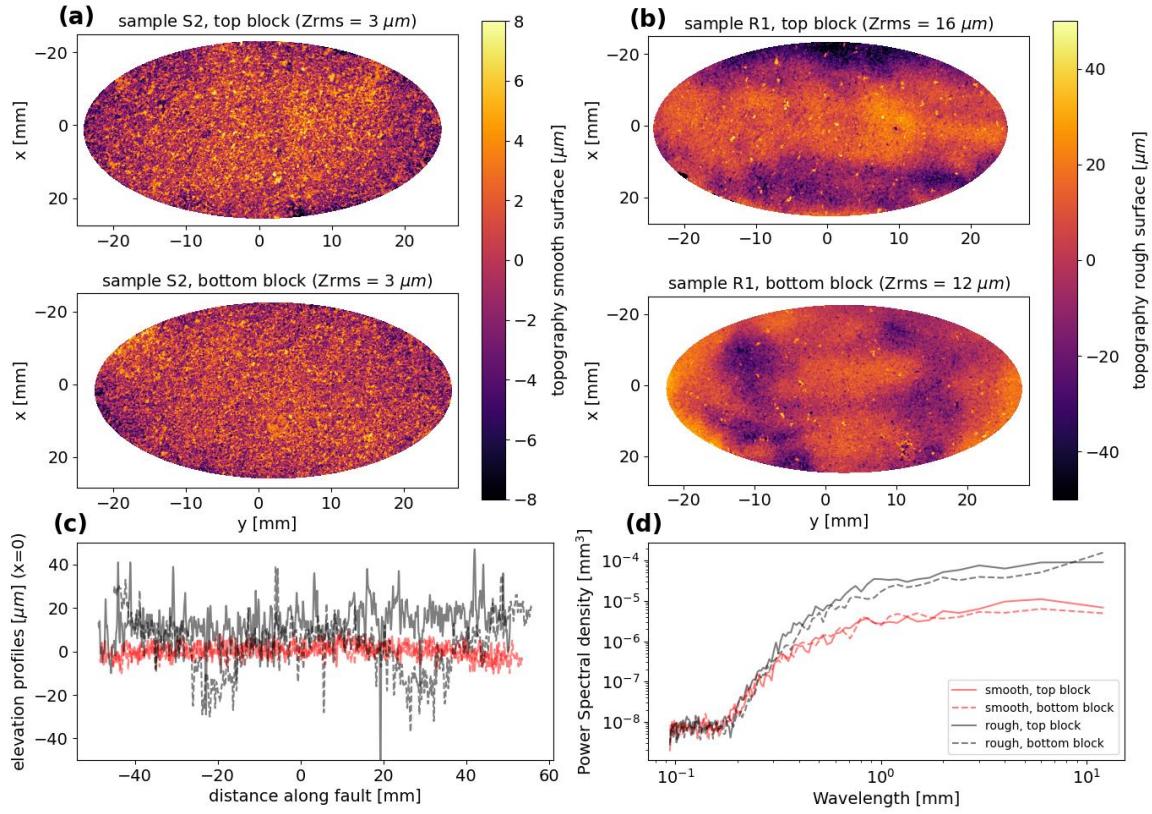 (a)
sample S2, top block (Zrms = 3 μm)
−20
0
20
x [mm]
−20 −10 0 10 20
sample S2, bottom block (Zrms = 3 μm)
−20
0
20
x [mm]
−20 −10 0 10 20
y [mm]
8
6
4
2
0
−2
−4
−6
−8
topography smooth surface [μm]
(b)
sample R1, top block (Zrms = 16 μm)
−20
0
20
x [mm]
−20 −10 0 10 20
sample R1, bottom block (Zrms = 12 μm)
−20
0
20
x [mm]
−20 −10 0 10 20
y [mm]
40
20
0
−20
−40
topography rough surface [μm]
(c)
elevation profiles [μm] (x=0)
40
20
0
−20
−40
−40 −20 0 20 40 60
distance along fault [mm]
(d)
Power Spectral density [mm³]
10⁻⁴
10⁻⁵
10⁻⁶
10⁻⁷
10⁻⁸
10⁻¹ 10⁰ 10¹
Wavelength [mm]
smooth, top block
smooth, bottom block
rough, top block
rough, bottom block